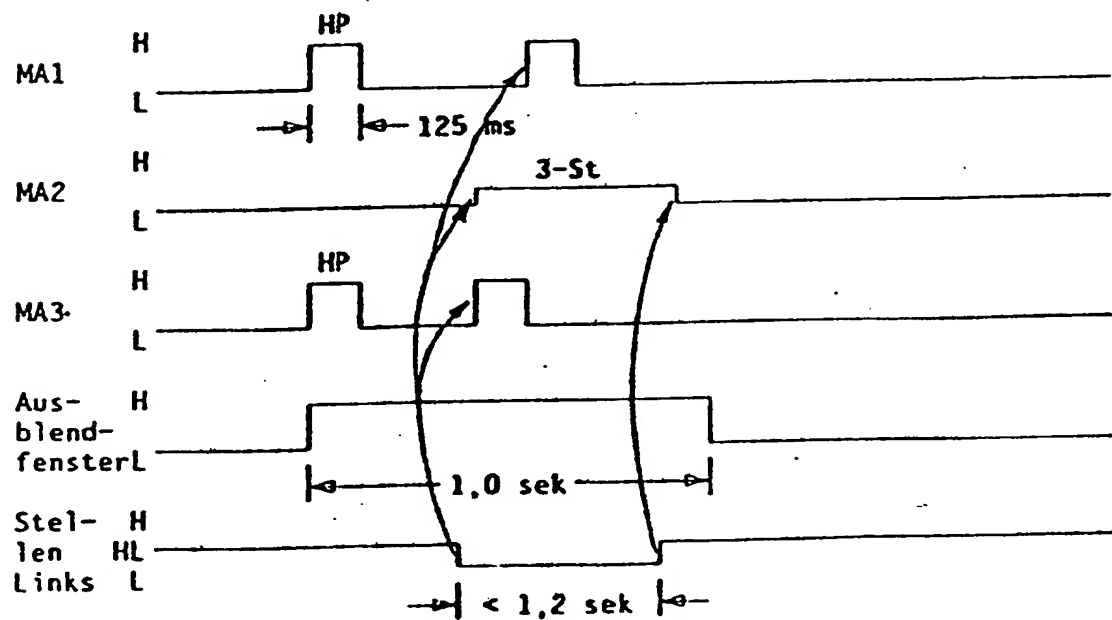 HP
H
MA1
L
125 ms
H
3-St
MA2
L
HP
H
MA3.
L
Aus- H
blend-
fenster L
1,0 sek
Stel- H
len HL
Links L
< 1,2 sek